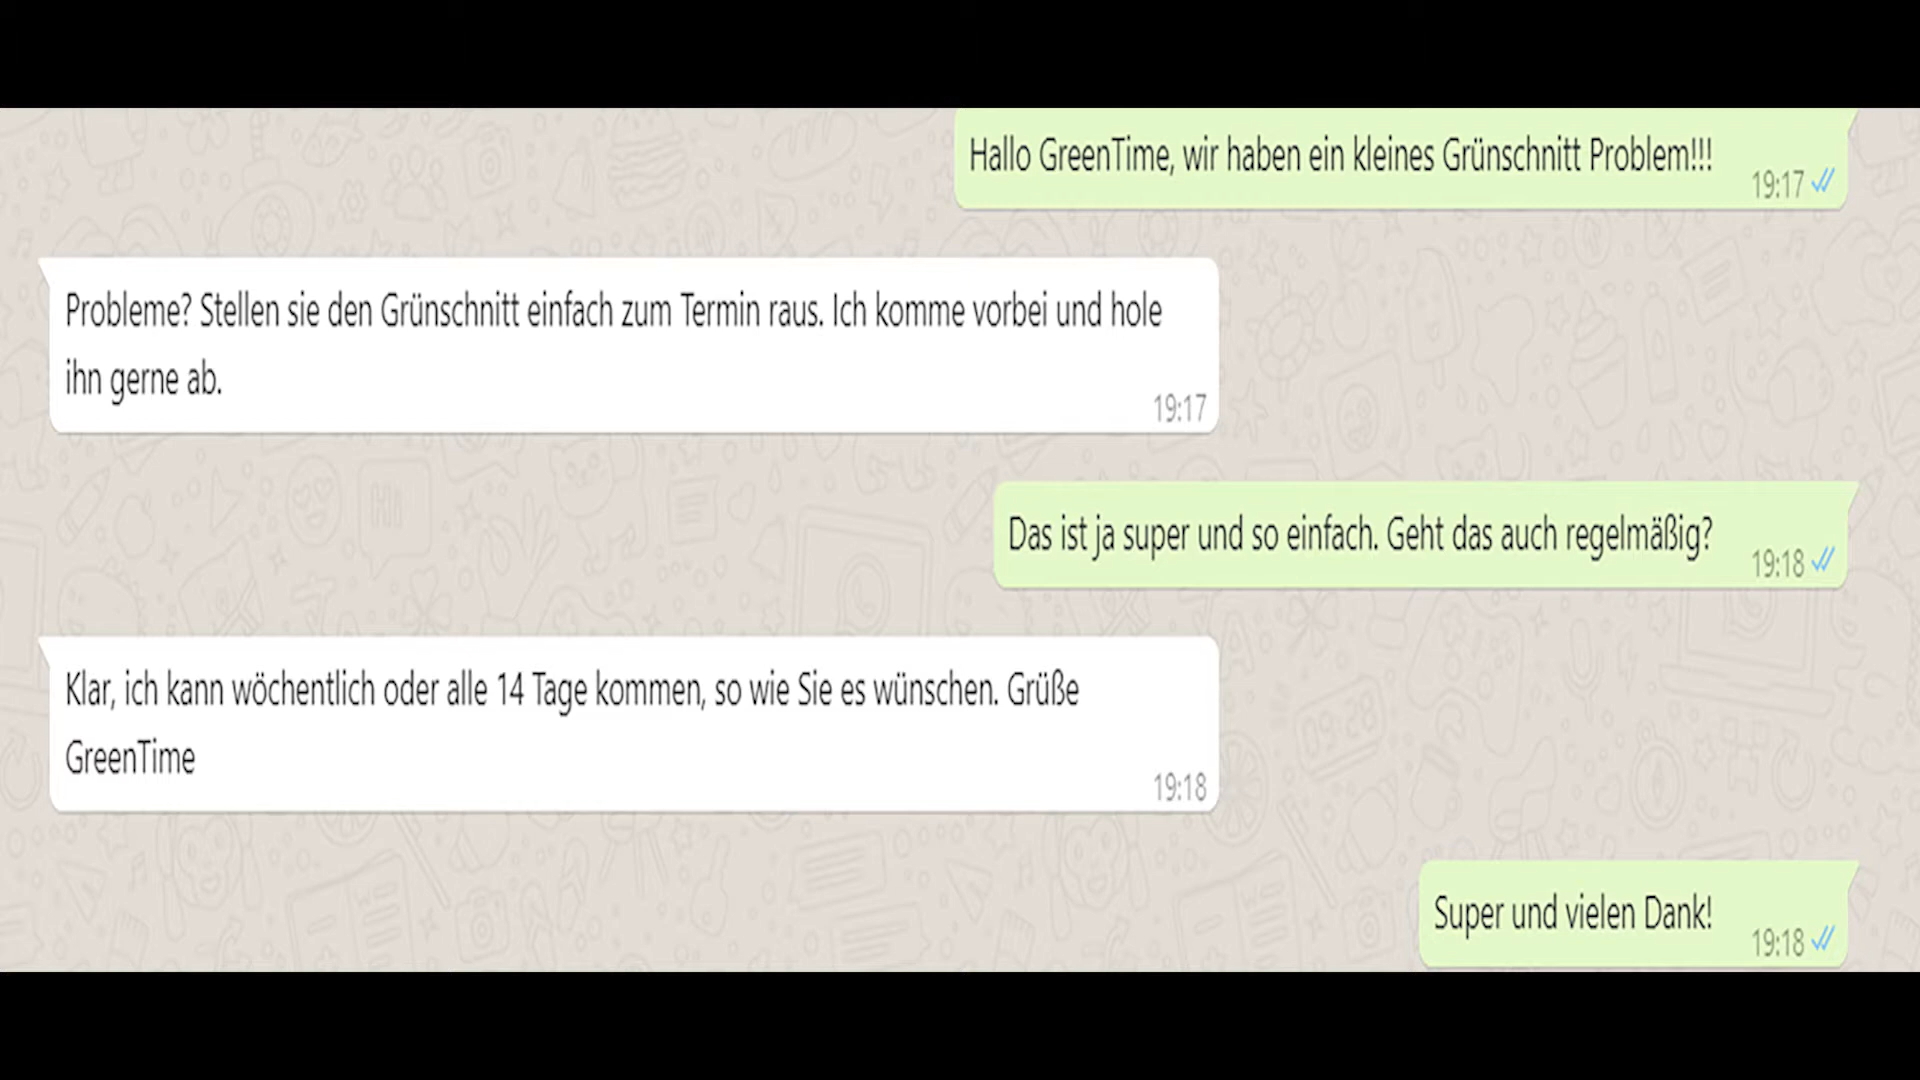 Hallo GreenTime, wir haben ein kleines Grünschnitt Problem!!!
19:17
Probleme? Stellen sie den Grünschnitt einfach zum Termin raus. Ich komme vorbei und hole
ihn gerne ab.
19:17
Das ist ja super und so einfach. Geht das auch regelmäßig?
19:18
Klar, ich kann wöchentlich oder alle 14 Tage kommen, so wie Sie es wünschen. Grüße
GreenTime
19:18
Super und vielen Dank!
19:18